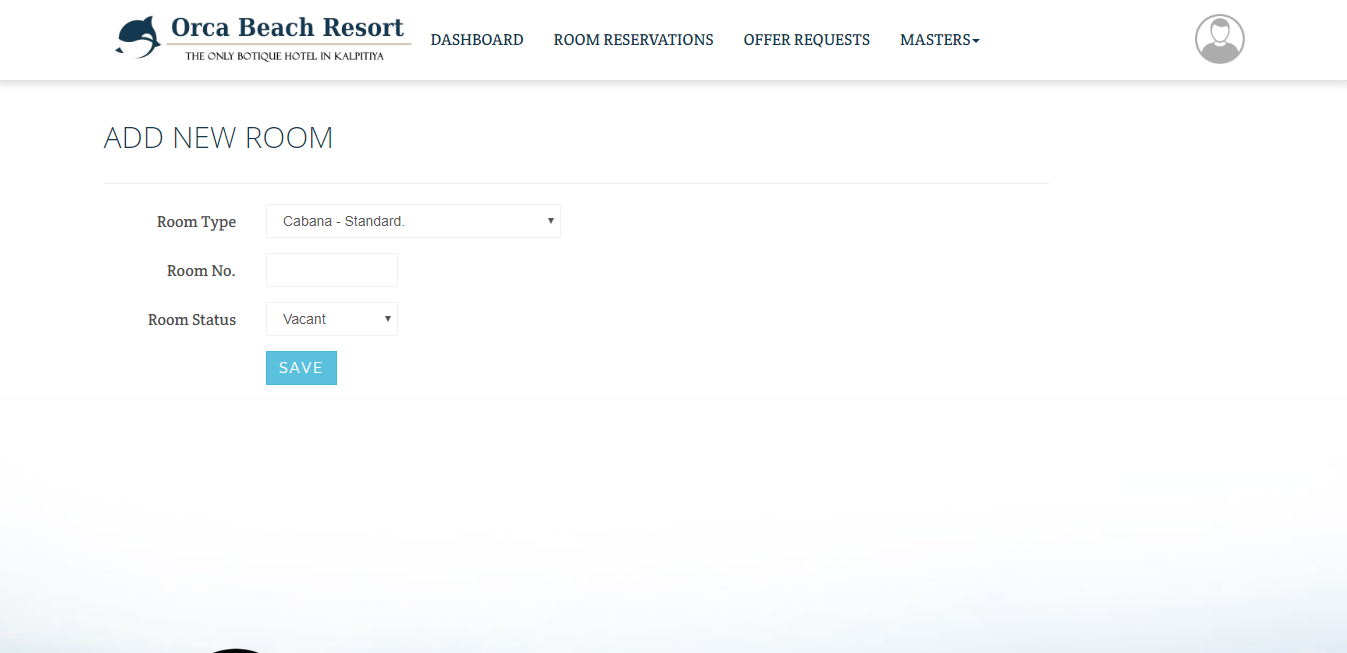 Orca Beach Resort
THE ONLY BOTIQUE HOTEL IN KALPITIYA
DASHBOARD
ROOM RESERVATIONS
OFFER REQUESTS
MASTERS
ADD NEW ROOM
Room Type
Cabana - Standard.
Room No.
Room Status
Vacant
SAVE